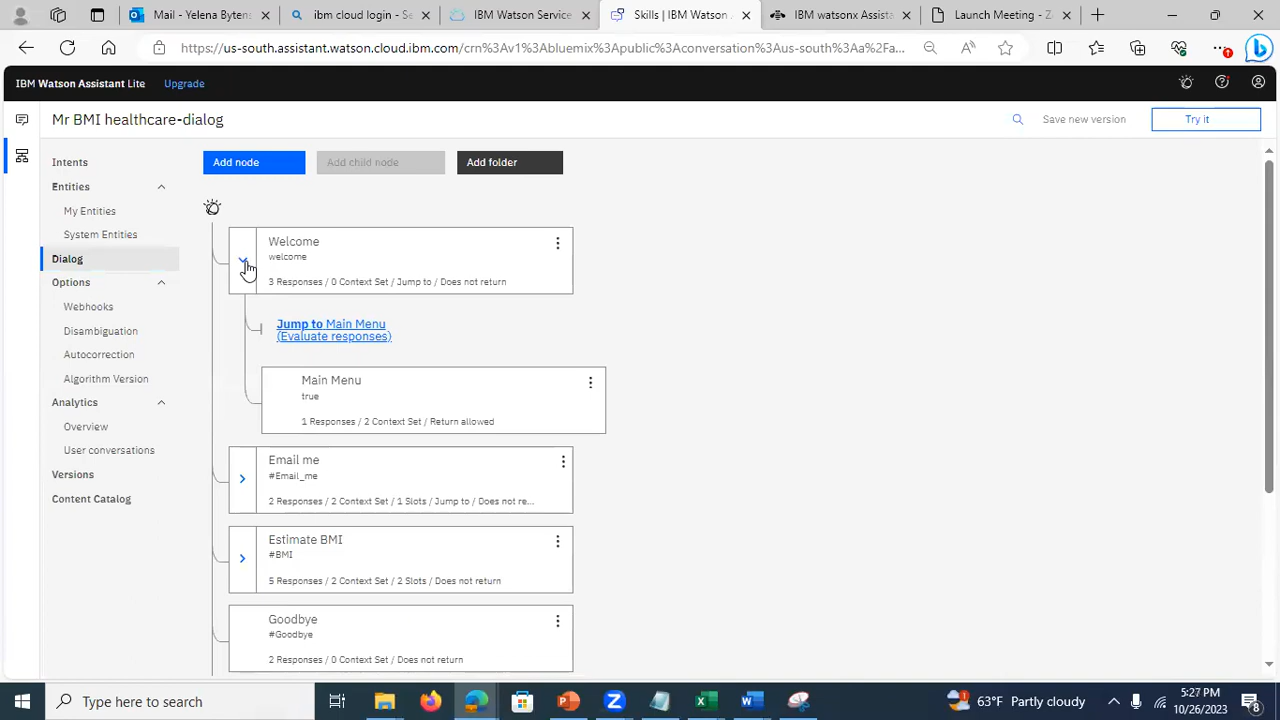 Mail - Yelena Bytens
ibm cloud login - Se
IBM Watson Service
Skills | IBM Watson
IBM watsonx Assista
Launch Meeting - Z
https://us-south.assistant.watson.cloud.ibm.com/crn%3Av1%3Abluemix%3Apublic%3Aconversation%3Aus-south%3Aa%2Fa...
IBM Watson Assistant Lite
Upgrade
Mr BMI healthcare-dialog
Save new version
Try it
Intents
Entities
My Entities
System Entities
Dialog
Options
Webhooks
Disambiguation
Autocorrection
Algorithm Version
Analytics
Overview
User conversations
Versions
Content Catalog
Add node
Add child node
Add folder
Welcome
welcome
3 Responses / 0 Context Set / Jump to / Does not return
Jump to Main Menu
(Evaluate responses)
Main Menu
true
1 Responses / 2 Context Set / Return allowed
Email me
#Email_me
2 Responses / 2 Context Set / 1 Slots / Jump to / Does not re...
Estimate BMI
#BMI
5 Responses / 2 Context Set / 2 Slots / Does not return
Goodbye
#Goodbye
2 Responses / 0 Context Set / Does not return
Type here to search
63°F Partly cloudy
5:27 PM
10/26/2023
8